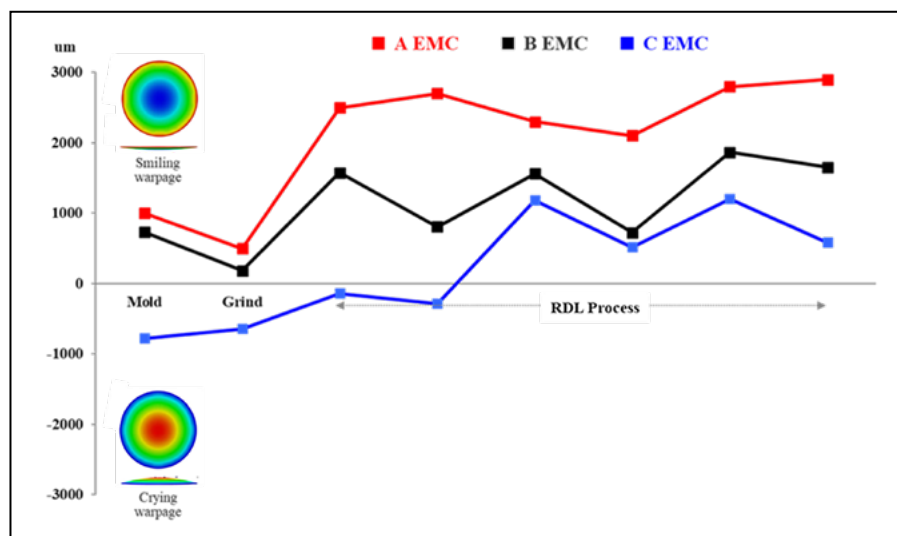 um
A EMC B EMC C EMC
3000
Smiling
warpage
2000
1000
0
Mold Grind RDL Process
-1000
-2000
Crying
warpage
-3000